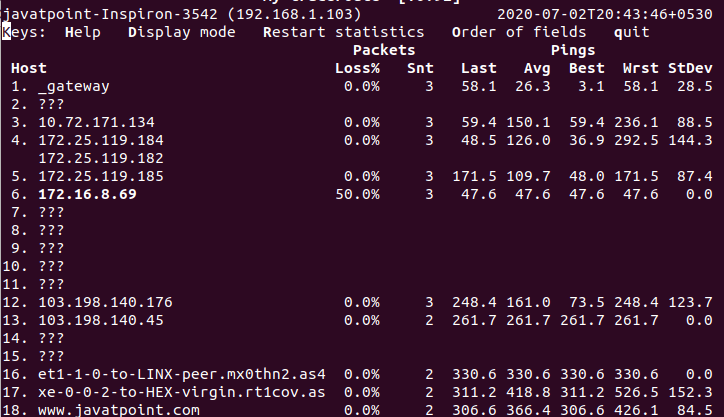 javatpoint-Inspiron-3542 (192.168.1.103) 2020-07-02T20:43:46+0530
Keys: Help Display mode Restart statistics Order of fields quit
Packets Pings
Host Loss% Snt Last Avg Best Wrst StDev
1. _gateway 0.0% 3 58.1 26.3 3.1 58.1 28.5
2. ???
3. 10.72.171.134 0.0% 3 59.4 150.1 59.4 236.1 88.5
4. 172.25.119.184 0.0% 3 48.5 126.0 36.9 292.5 144.3
172.25.119.182
5. 172.25.119.185 0.0% 3 171.5 109.7 48.0 171.5 87.4
6. 172.16.8.69 50.0% 3 47.6 47.6 47.6 47.6 0.0
7. ???
8. ???
9. ???
10. ???
11. ???
12. 103.198.140.176 0.0% 3 248.4 161.0 73.5 248.4 123.7
13. 103.198.140.45 0.0% 2 261.7 261.7 261.7 261.7 0.0
14. ???
15. ???
16. et1-1-0-to-LINX-peer.mx0thn2.as4 0.0% 2 330.6 330.6 330.6 330.6 0.0
17. xe-0-0-2-to-HEX-virgin.rt1cov.as 0.0% 2 311.2 418.8 311.2 526.5 152.3
18. www.javatpoint.com 0.0% 2 306.6 366.4 306.6 426.1 84.5